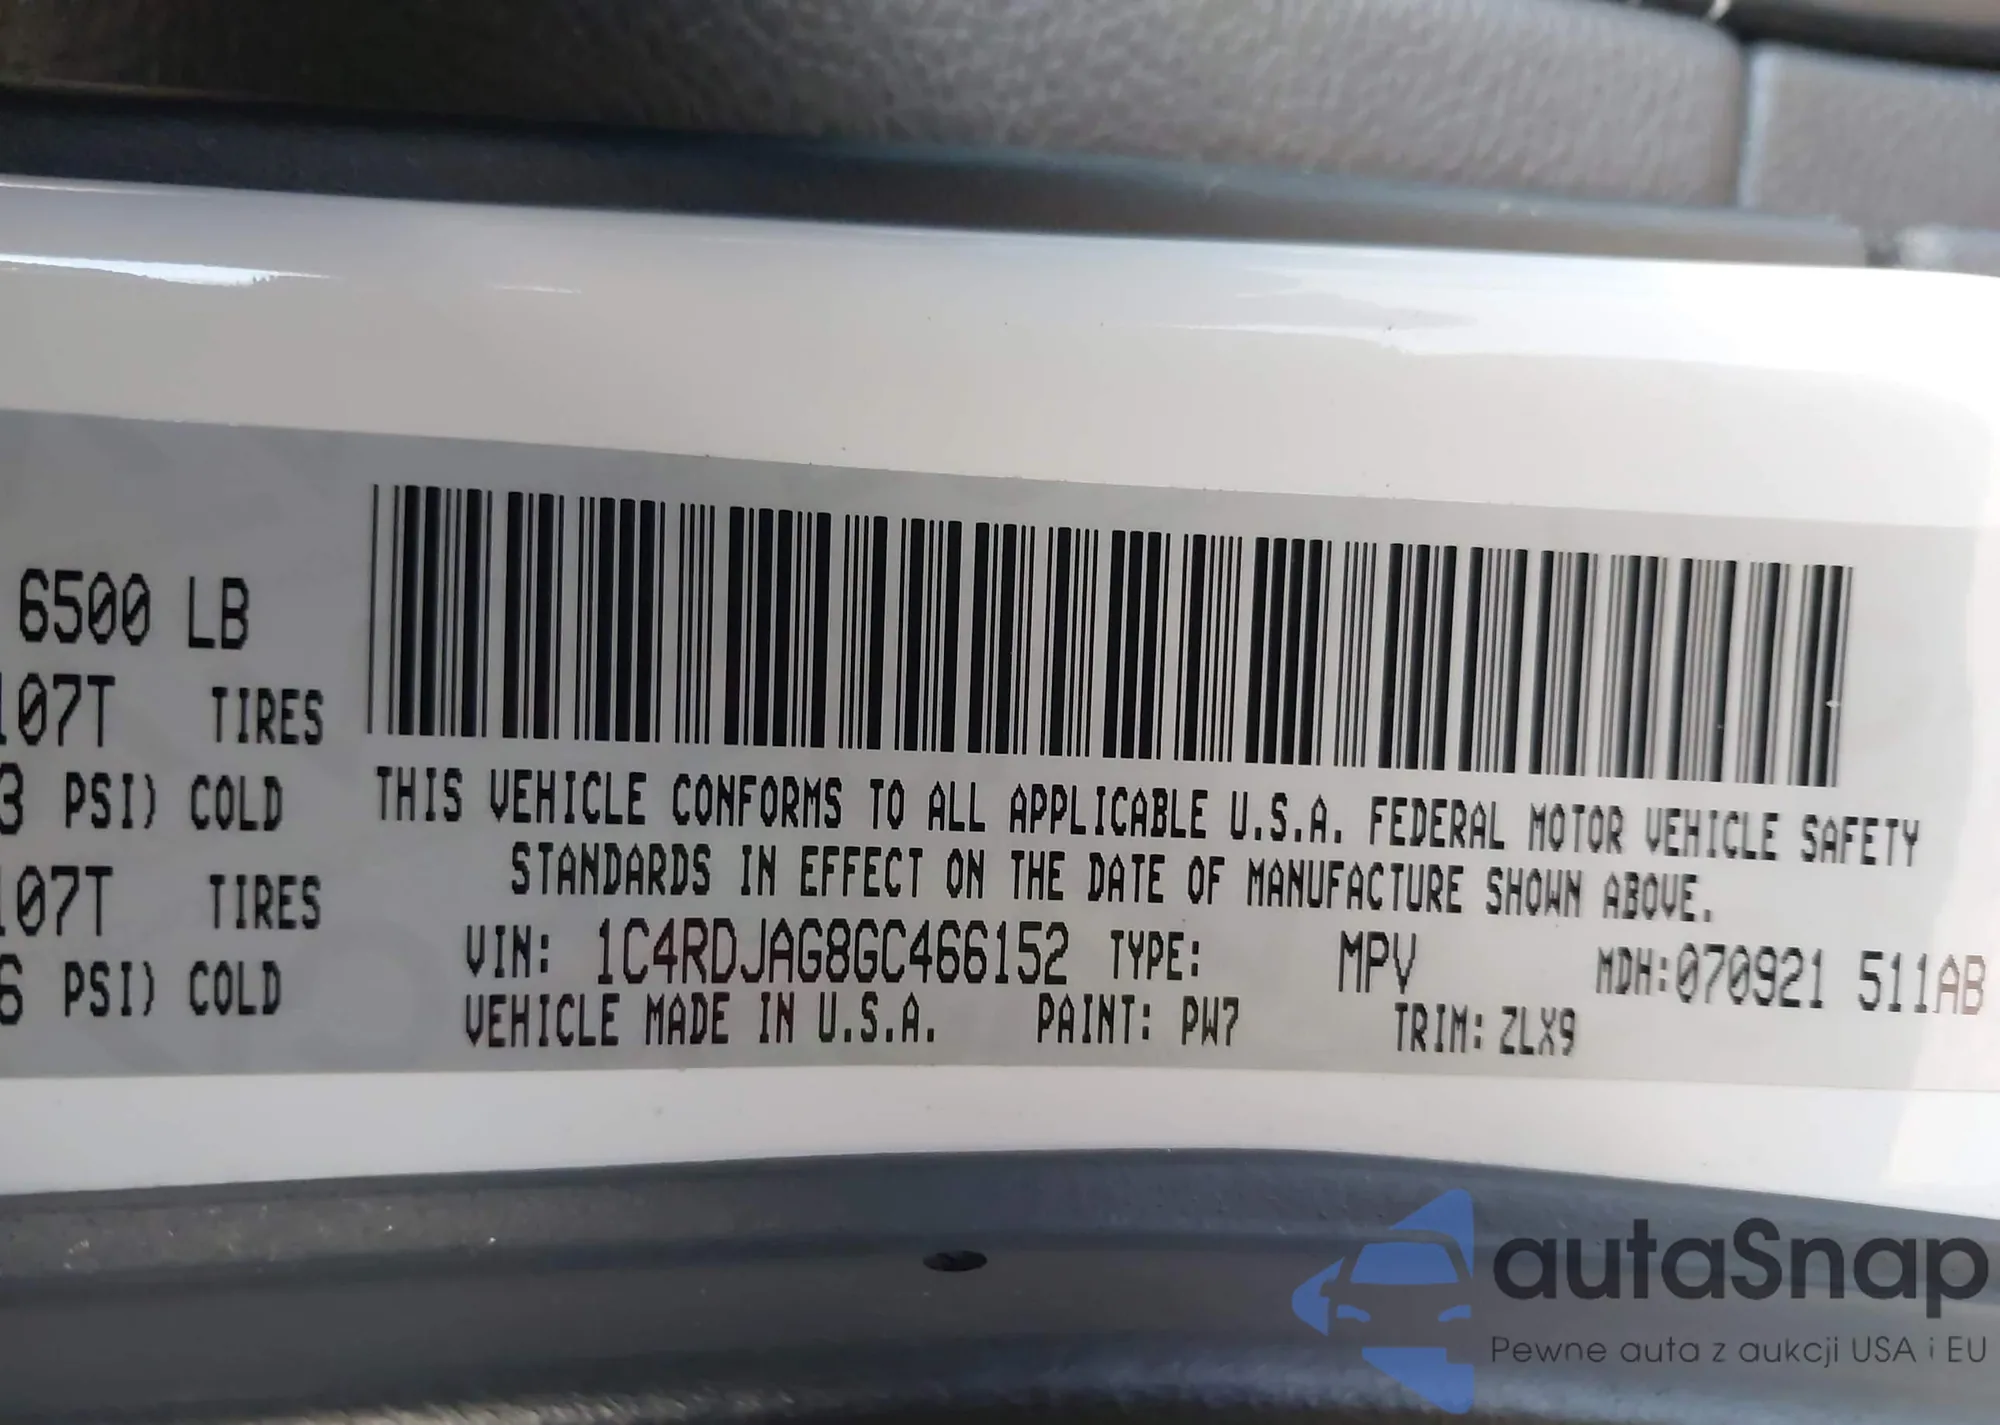 6500 LB
107T TIRES
3 PSI) COLD
107T TIRES
6 PSI) COLD
THIS VEHICLE CONFORMS TO ALL APPLICABLE U.S.A. FEDERAL MOTOR VEHICLE SAFETY
STANDARDS IN EFFECT ON THE DATE OF MANUFACTURE SHOWN ABOVE.
VIN: 1C4RDJAG8GC466152 TYPE: MPV MDH:070921 511AB
VEHICLE MADE IN U.S.A. PAINT: PW7 TRIM: ZLX9
autaSnap
Pewne auta z aukcji USA i EU